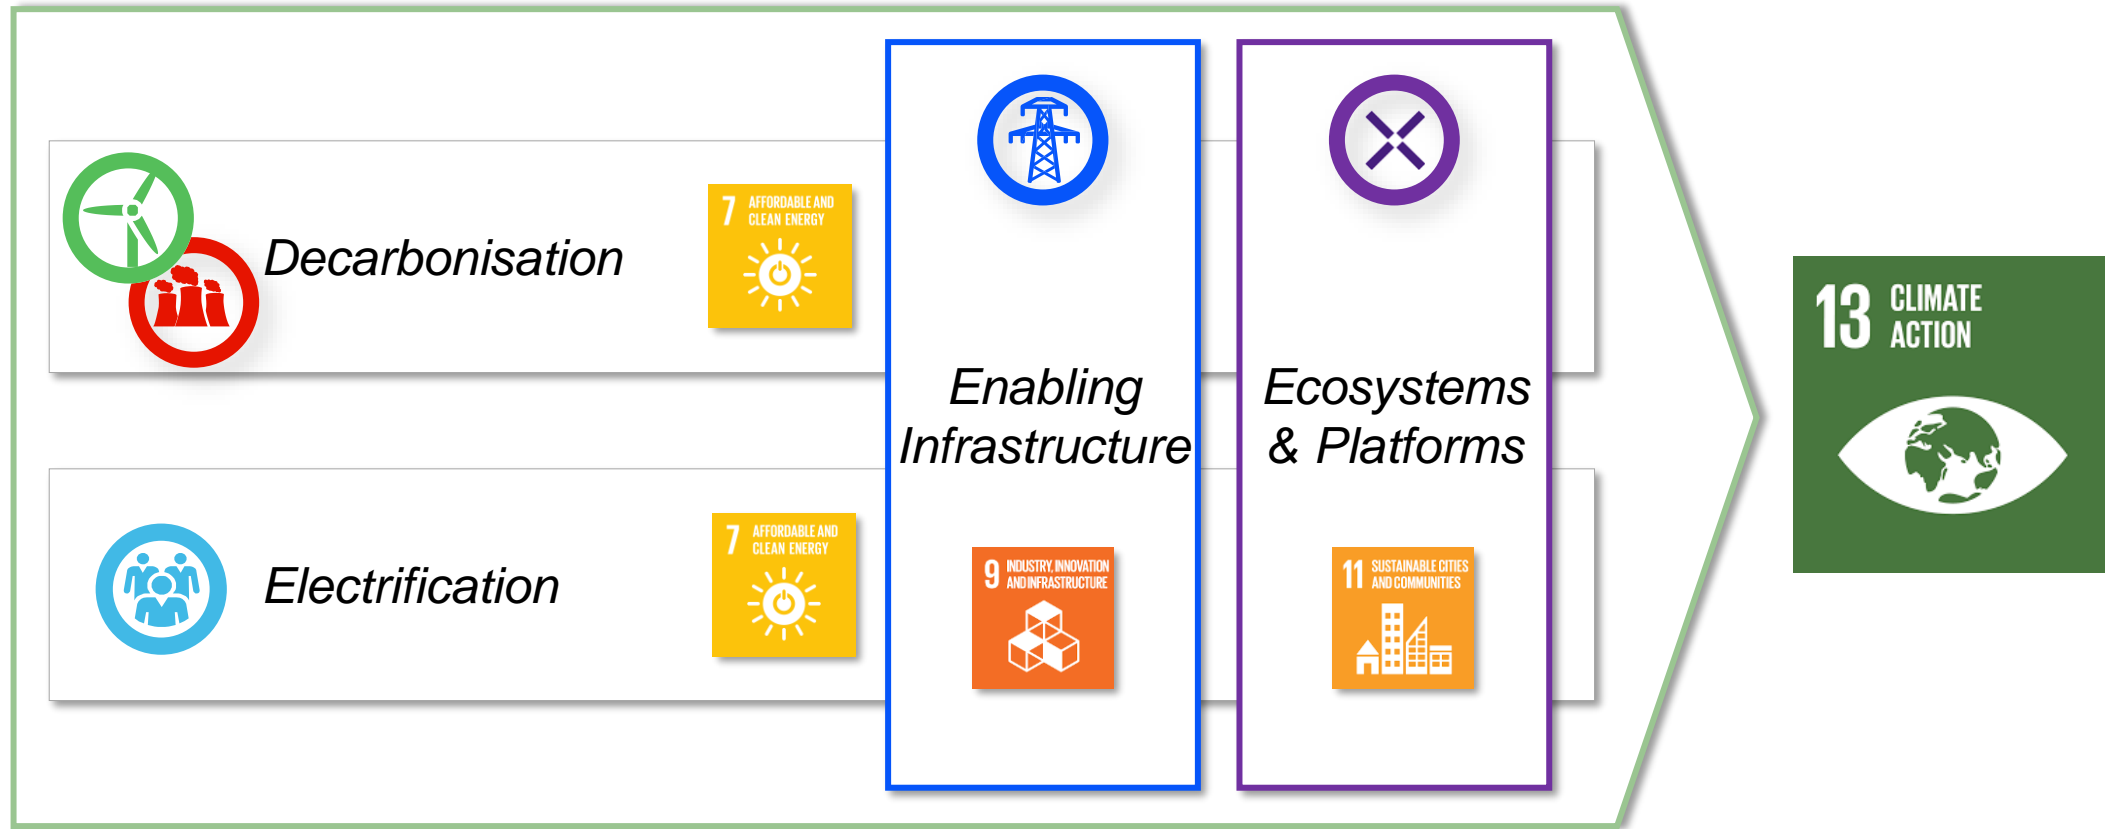 7 AFFORDABLE AND
CLEAN ENERGY
Decarbonisation
Enabling
Infrastructure
Ecosystems
& Platforms
13 CLIMATE
ACTION
7 AFFORDABLE AND
CLEAN ENERGY
Electrification
9 INDUSTRY, INNOVATION
AND INFRASTRUCTURE
11 SUSTAINABLE CITIES
AND COMMUNITIES